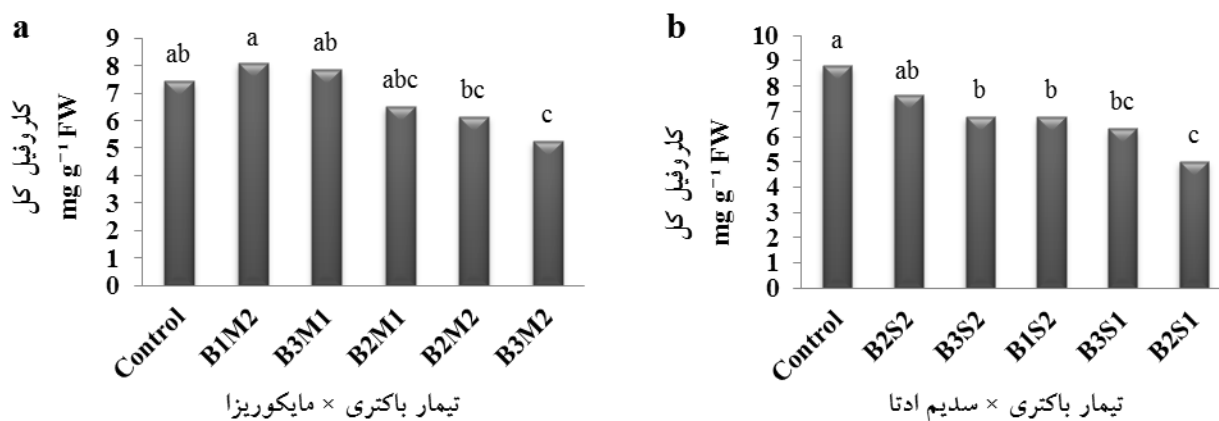 a
کلروفیل کل
mg g⁻¹ FW
9
8
7
6
5
4
3
2
1
0
ab
a
ab
abc
bc
c
Control
B1M2
B3M1
B2M1
B2M2
B3M2
تیمار باکتری × مایکوریزا
b
کلروفیل کل
mg g⁻¹ FW
10
9
8
7
6
5
4
3
2
1
0
a
ab
b
b
bc
c
Control
B2S2
B3S2
B1S2
B3S1
B2S1
تیمار باکتری × سدیم ادتا